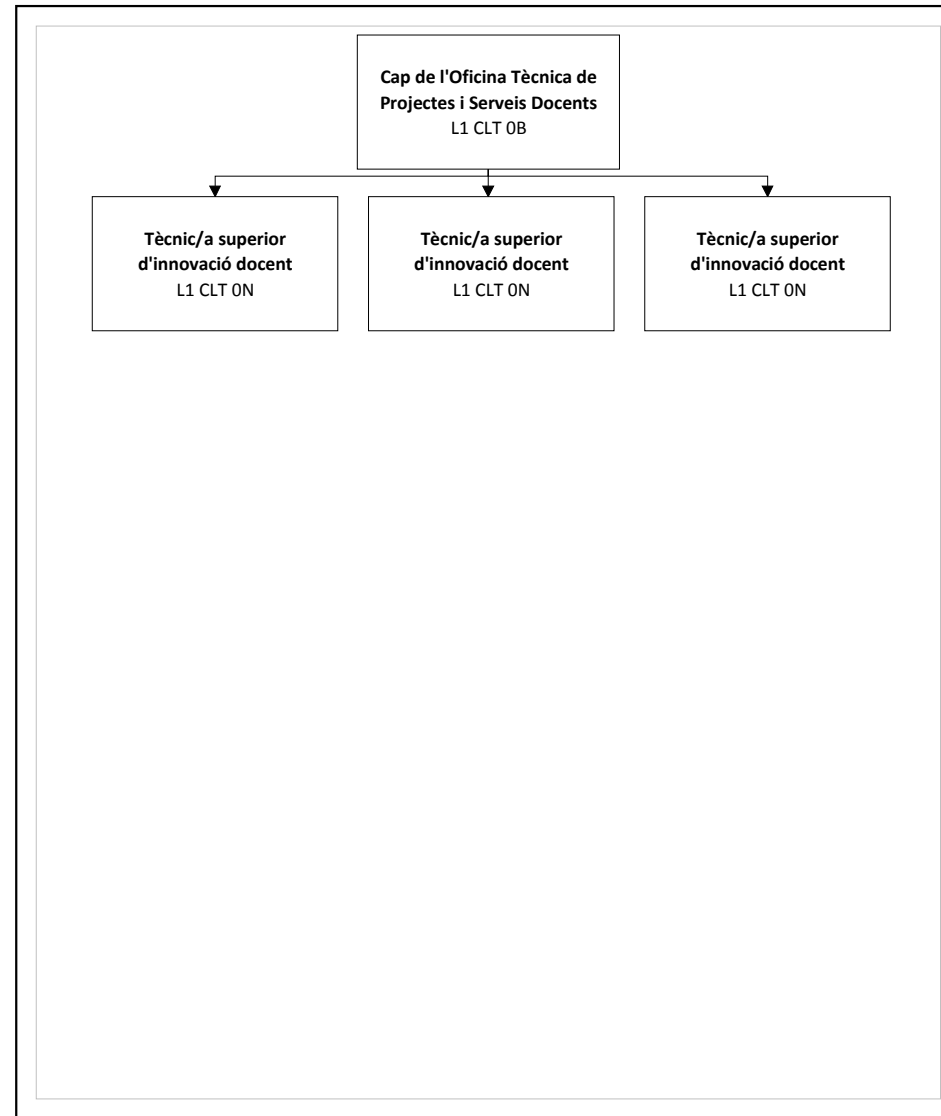 Cap de l'Oficina Tècnica de
Projectes i Serveis Docents
L1 CLT 0B
Tècnic/a superior
d'innovació docent
L1 CLT 0N
Tècnic/a superior
d'innovació docent
L1 CLT 0N
Tècnic/a superior
d'innovació docent
L1 CLT 0N